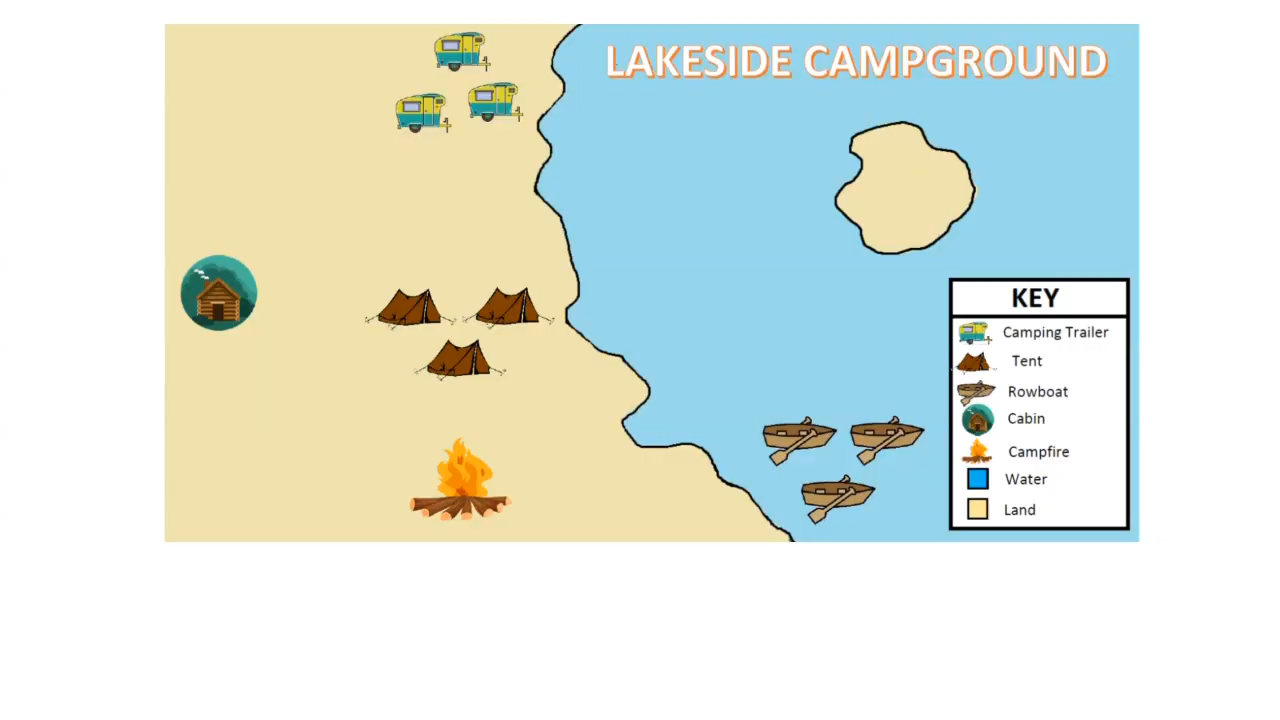 LAKESIDE CAMPGROUND
KEY
Camping Trailer
Tent
Rowboat
Cabin
Campfire
Water
Land